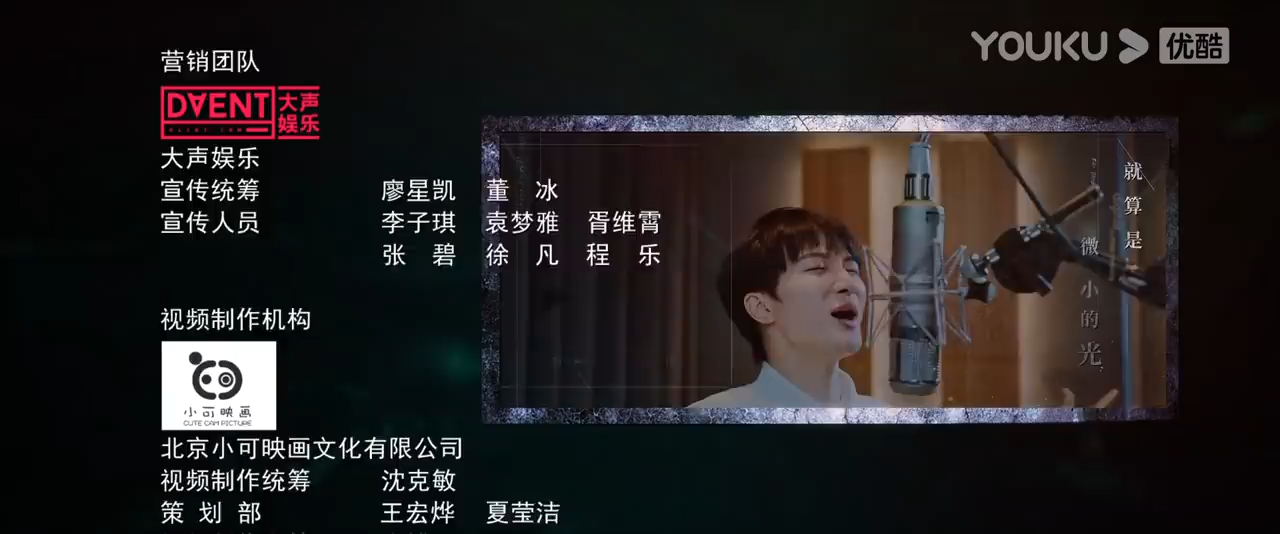 YOUKU 优酷
营销团队
DAENT 大声娱乐
大声娱乐
宣传统筹 廖星凯 董 冰
宣传人员 李子琪 袁梦雅 胥维霄
张 碧 徐 凡 程 乐
就算是
微小的光
视频制作机构
小可映画
CUTE CAM PICTURE
北京小可映画文化有限公司
视频制作统筹 沈克敏
策 划 部 王宏烨 夏莹洁